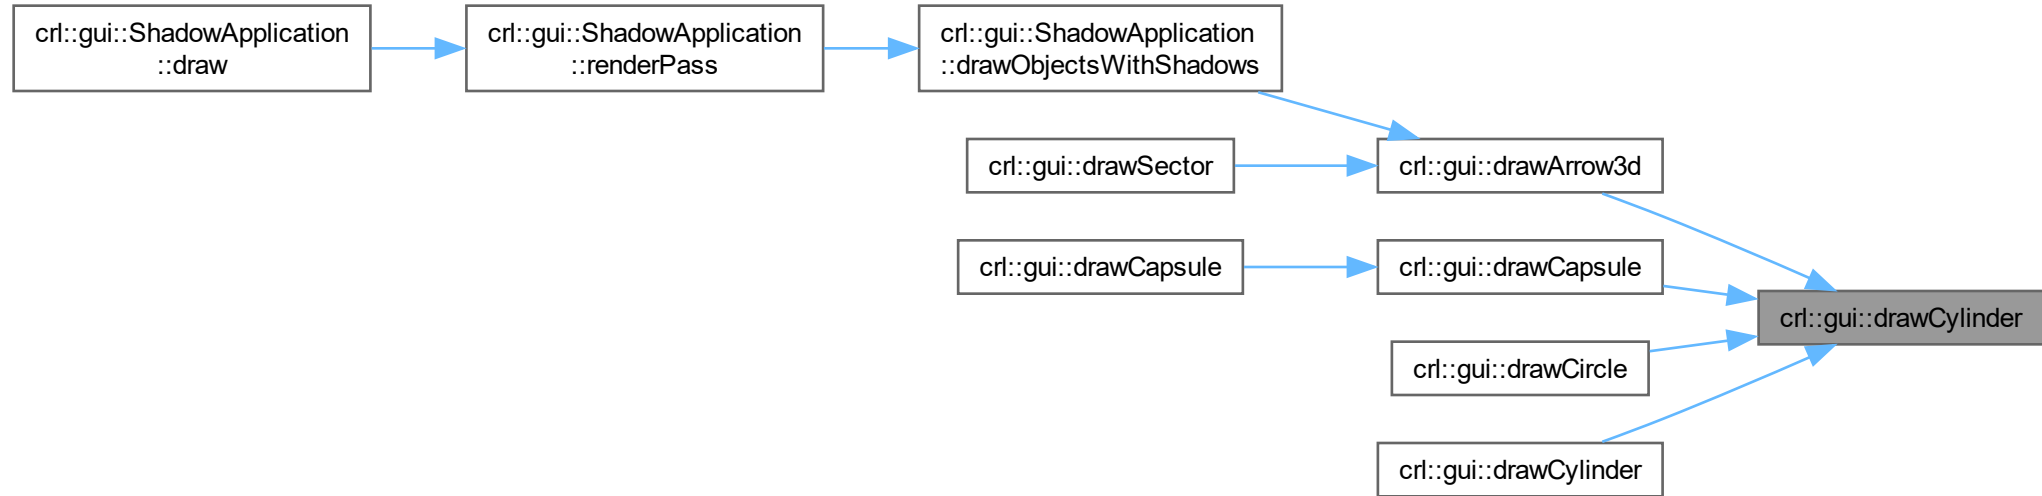 crl::gui::ShadowApplication
::draw
crl::gui::ShadowApplication
::renderPass
crl::gui::ShadowApplication
::drawObjectsWithShadows
crl::gui::drawSector
crl::gui::drawArrow3d
crl::gui::drawCapsule
crl::gui::drawCapsule
crl::gui::drawCylinder
crl::gui::drawCircle
crl::gui::drawCylinder